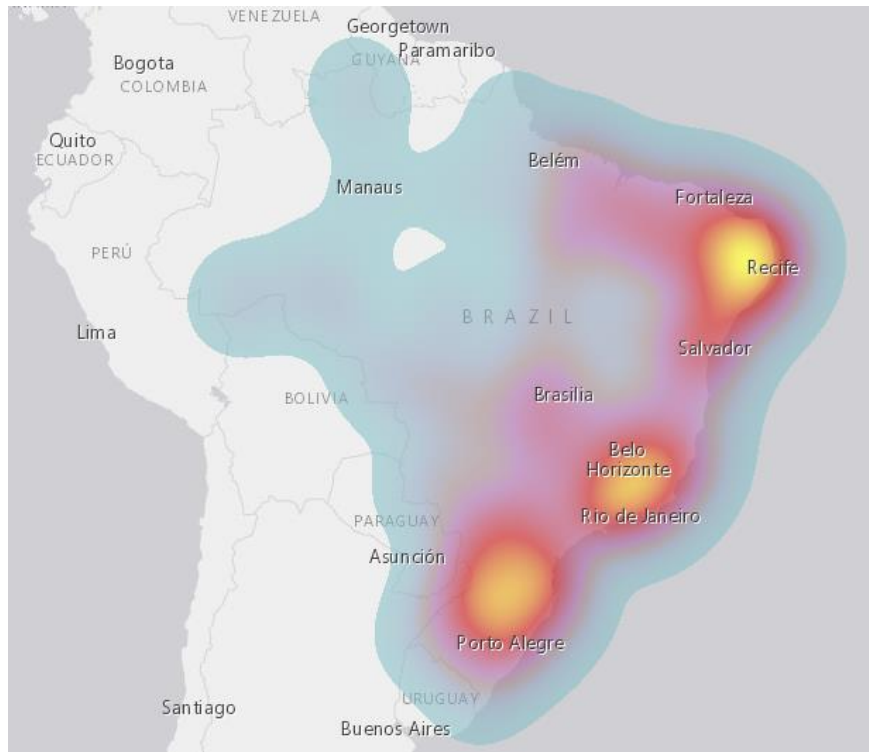 VENEZUELA
Georgetown
Paramaribo
GUYANA
Bogota
COLOMBIA
Quito
ECUADOR
Belém
Manaus
Fortaleza
PERÚ
Recife
BRAZIL
Lima
Salvador
Brasilia
BOLIVIA
Belo
Horizonte
Rio de Janeiro
PARAGUAY
Asunción
Porto Alegre
URUGUAY
Santiago
Buenos Aires